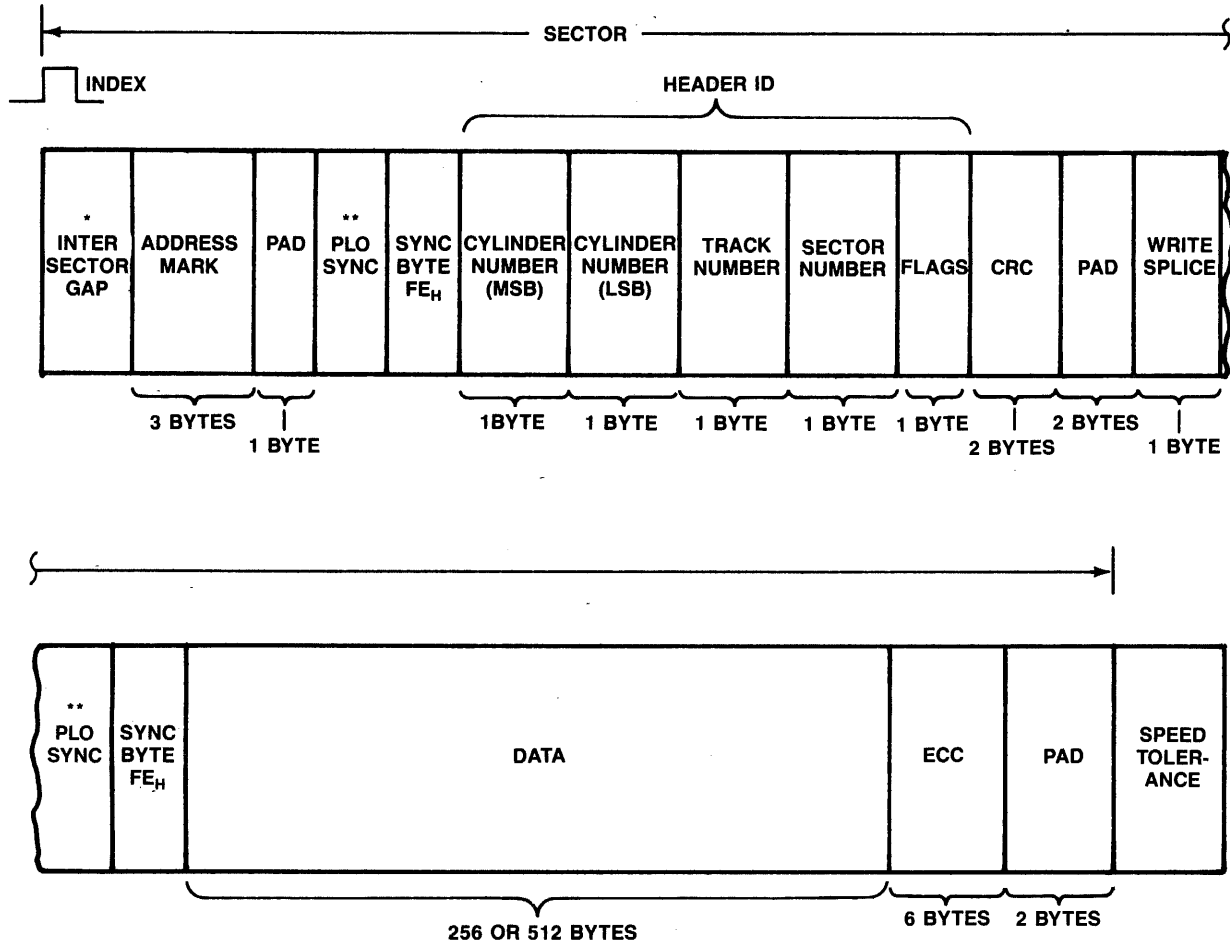 SECTOR
INDEX
HEADER ID
*
INTER
SECTOR
GAP
ADDRESS
MARK
PAD
**
PLO
SYNC
SYNC
BYTE
FEH
CYLINDER
NUMBER
(MSB)
CYLINDER
NUMBER
(LSB)
TRACK
NUMBER
SECTOR
NUMBER
FLAGS
CRC
PAD
WRITE
SPLICE
3 BYTES
1 BYTE
1BYTE
1 BYTE
1 BYTE
1 BYTE
1 BYTE
2 BYTES
2 BYTES
1 BYTE
**
PLO
SYNC
SYNC
BYTE
FEH
DATA
ECC
PAD
SPEED
TOLER-
ANCE
256 OR 512 BYTES
6 BYTES
2 BYTES